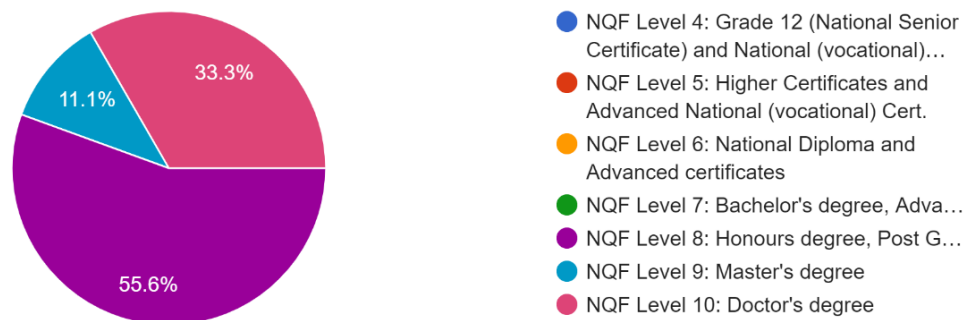 33.3%
11.1%
55.6%
NQF Level 4: Grade 12 (National Senior
Certificate) and National (vocational)…
NQF Level 5: Higher Certificates and
Advanced National (vocational) Cert.
NQF Level 6: National Diploma and
Advanced certificates
NQF Level 7: Bachelor's degree, Adva…
NQF Level 8: Honours degree, Post G…
NQF Level 9: Master's degree
NQF Level 10: Doctor's degree